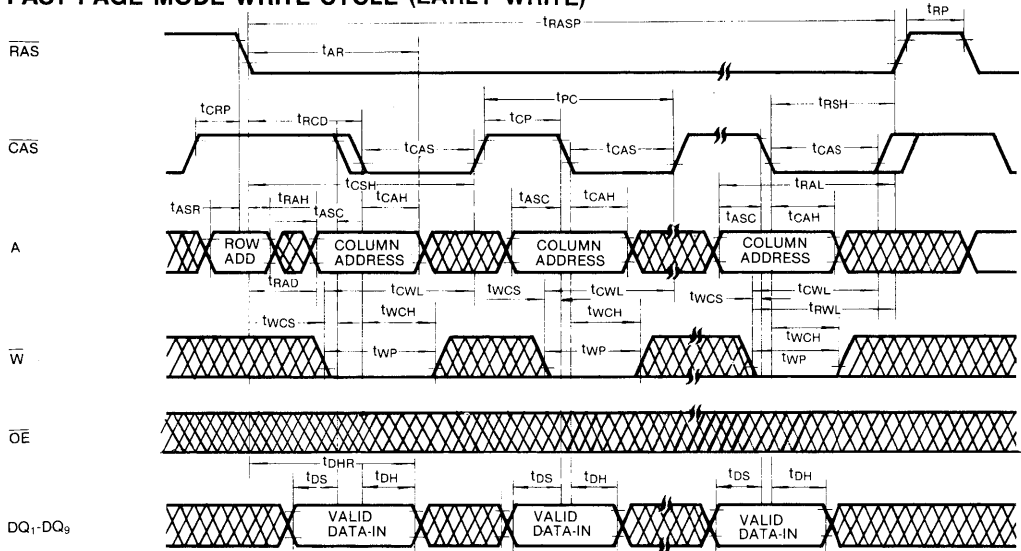 FAST PAGE MODE WRITE CYCLE (EARLY WRITE)
tRASP
tRP
RAS
tAR
tPC
tCRP
tRCD
tCP
tRSH
CAS
tCAS
tCAS
tCAS
tCSH
tRAL
tASR
tRAH
tASC
tCAH
tASC
tCAH
tASC
tCAH
A
ROW ADD
COLUMN ADDRESS
COLUMN ADDRESS
COLUMN ADDRESS
tRAD
tCWL
tWCS
tCWL
tWCS
tCWL
tRWL
tWCS
tWCH
tWCH
tWCH
W
tWP
tWP
tWP
OE
tDHR
tDS
tDH
tDS
tDH
tDS
tDH
DQ1-DQ9
VALID DATA-IN
VALID DATA-IN
VALID DATA-IN